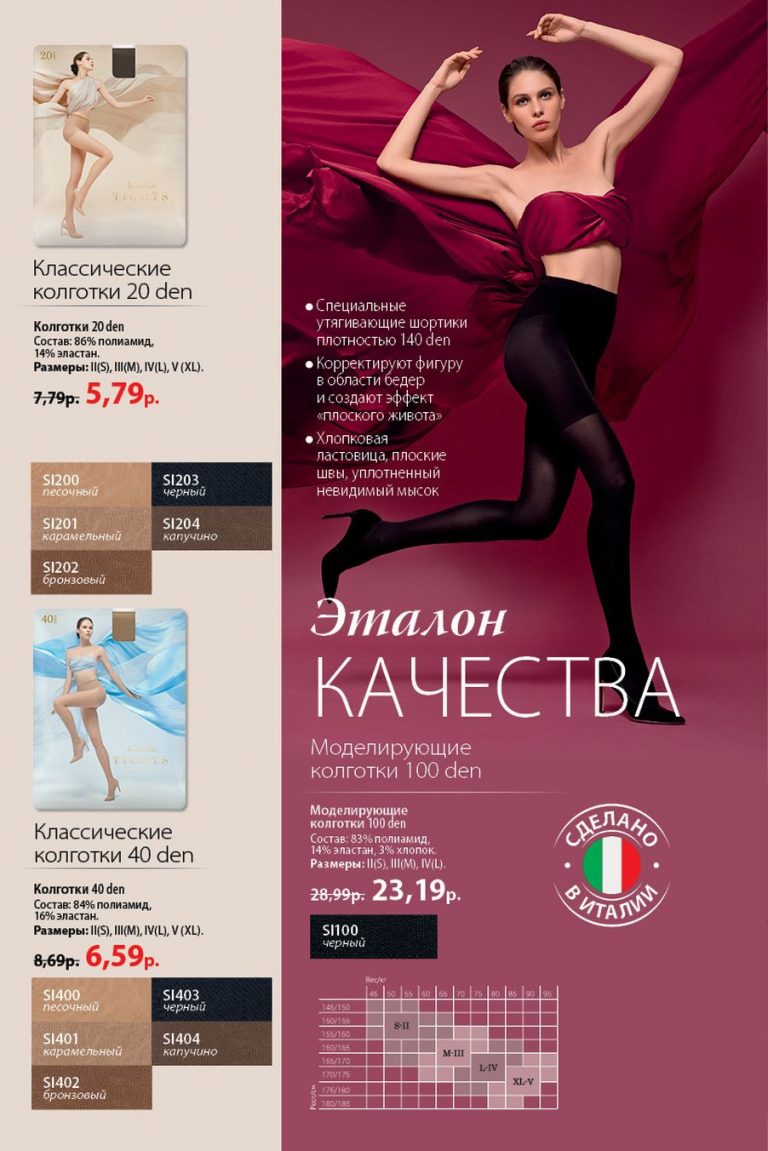 20
TIGHTS
Классические
колготки 20 den
Колготки 20 den
Состав: 86% полиамид,
14% эластан.
Размеры: II(S), III(M), IV(L), V (XL).
7,79р. 5,79р.
SI200
песочный
SI203
черный
SI201
карамельный
SI204
капучино
SI202
бронзовый
40
TIGHTS
Классические
колготки 40 den
Колготки 40 den
Состав: 84% полиамид,
16% эластан.
Размеры: II(S), III(M), IV(L), V (XL).
8,69р. 6,59р.
SI400
песочный
SI403
черный
SI401
карамельный
SI404
капучино
SI402
бронзовый
• Специальные
утягивающие шортики
плотностью 140 den
• Корректируют фигуру
в области бедер
и создают эффект
«плоского живота»
• Хлопковая
ластовица, плоские
швы, уплотненный
невидимый мысок
Эталон
КАЧЕСТВА
Моделирующие
колготки 100 den
Моделирующие
колготки 100 den
Состав: 83% полиамид,
14% эластан, 3% хлопок.
Размеры: II(S), III(M), IV(L).
28,99р. 23,19р.
SI100
черный
СДЕЛАНО
В ИТАЛИИ
Вес/кг
45 50 55 60 65 70 75 80 85 90 95
145/150
150/155
155/160
160/165
165/170
170/175
175/180
180/185
S-II
M-III
L-IV
XL-V